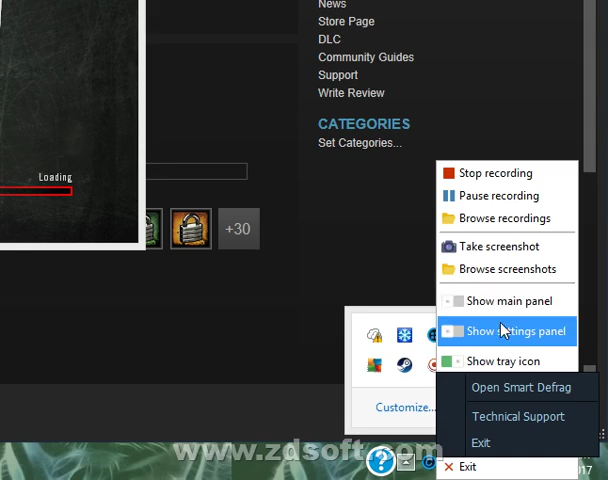 News
Store Page
DLC
Community Guides
Support
Write Review
CATEGORIES
Set Categories...
Loading
+30
Stop recording
Pause recording
Browse recordings
Take screenshot
Browse screenshots
Show main panel
Show settings panel
Show tray icon
Customize...
Open Smart Defrag
Technical Support
Exit
Exit
www.zdsoft.com